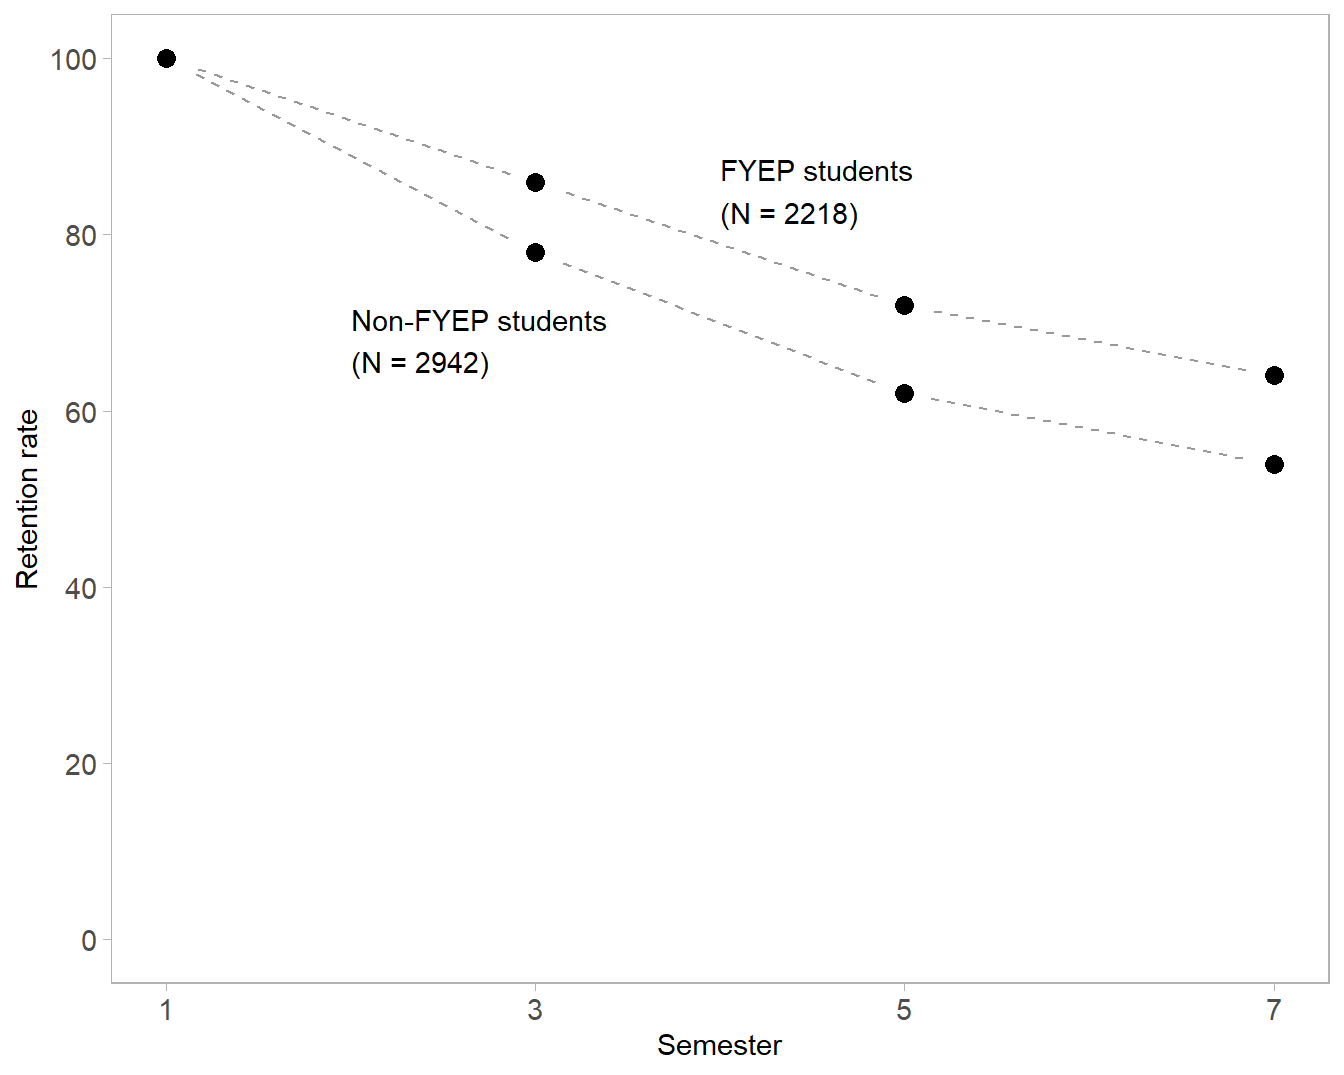 100
80
60
40
20
0
Retention rate
FYEP students
(N = 2218)
Non-FYEP students
(N = 2942)
1 3 5 7
Semester